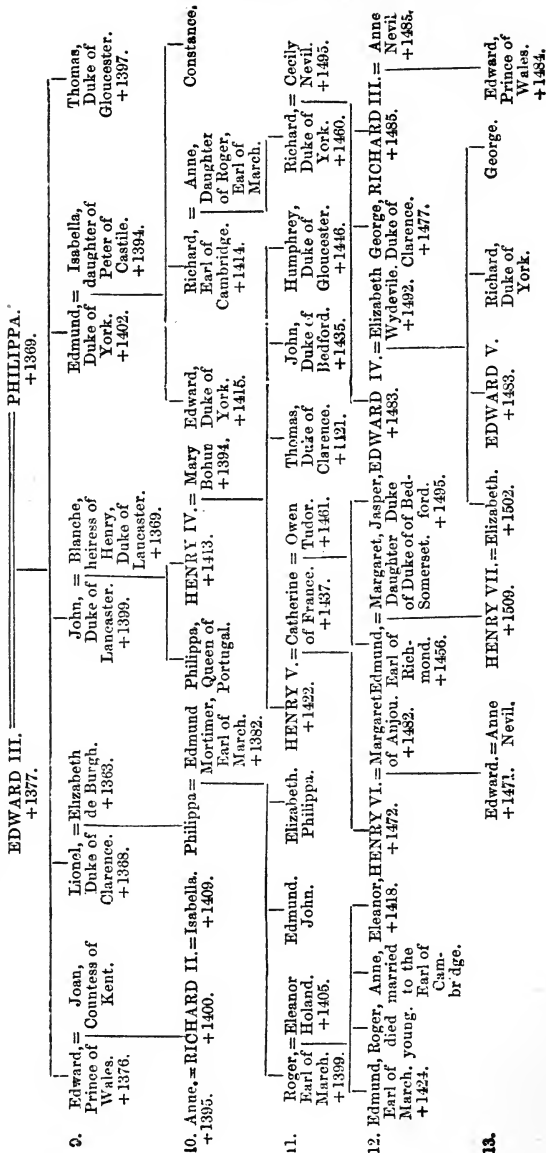 EDWARD III. = PHILIPPA.
+1377. +1369.
9. Edward, = Joan,
Prince of Countess of
Wales. Kent.
+1376.
Lionel, = Elizabeth
Duke of de Burgh.
Clarence. +1363.
+1368.
John, = Blanche,
Duke of heiress of
Lancaster. Henry,
+1399. Duke of
Lancaster.
+1369.
Edmund, = Isabella,
Duke of daughter of
York. Peter of
+1402. Castile.
+1394.
Thomas,
Duke of
Gloucester.
+1397.
10. Anne. = RICHARD II. = Isabella.
+1395. +1400. +1409.
Philippa = Edmund
Mortimer,
Earl of
March.
+1382.
Philippa,
Queen of
Portugal.
HENRY IV. = Mary
+1413. Bohun
+1394.
Edward,
Duke of
York.
+1415.
Richard, = Anne,
Earl of Daughter
Cambridge. of Roger,
+1414. Earl of
March.
Constance.
11. Roger, = Eleanor
Earl of Holand.
March. +1405.
+1399.
Edmund.
John.
Elizabeth.
Philippa.
HENRY V. = Catherine = Owen
+1422. of France. Tudor.
+1437. +1461.
Thomas,
Duke of
Clarence.
+1421.
John,
Duke of
Bedford.
+1435.
Humphrey,
Duke of
Gloucester.
+1446.
Richard, = Cecily
Duke of Nevil.
York. +1495.
+1460.
12. Edmund,
Earl of
March.
+1424.
Roger,
died
young.
Anne,
married
to the
Earl of
Cambridge.
Eleanor,
+1418.
HENRY VI. = Margaret
+1472. of Anjou.
+1482.
Edmund, = Margaret,
Earl of Daughter
Rich- of Duke of
mond. Somerset.
+1456.
Jasper,
Duke
of Bed-
ford.
+1495.
EDWARD IV. = Elizabeth
+1483. Wydevile.
+1492.
George,
Duke of
Clarence.
+1477.
RICHARD III. = Anne
+1485. Nevil
+1485.
13. Edward. = Anne
+1471. Nevil.
HENRY VII. = Elizabeth.
+1509. +1502.
EDWARD V.
+1483.
Richard,
Duke of
York.
George.
Edward,
Prince of
Wales.
+1484.